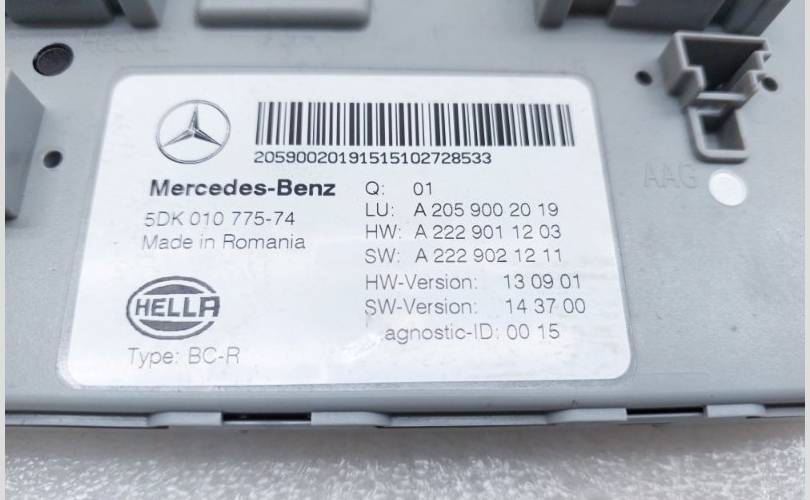 20590020191515102728533
Mercedes-Benz
5DK 010 775-74
Made in Romania
HELLA
Type: BC-R
Q: 01
LU: A 205 900 20 19
HW: A 222 901 12 03
SW: A 222 902 12 11
HW-Version: 13 09 01
SW-Version: 14 37 00
agnostic-ID: 00 15
AAG